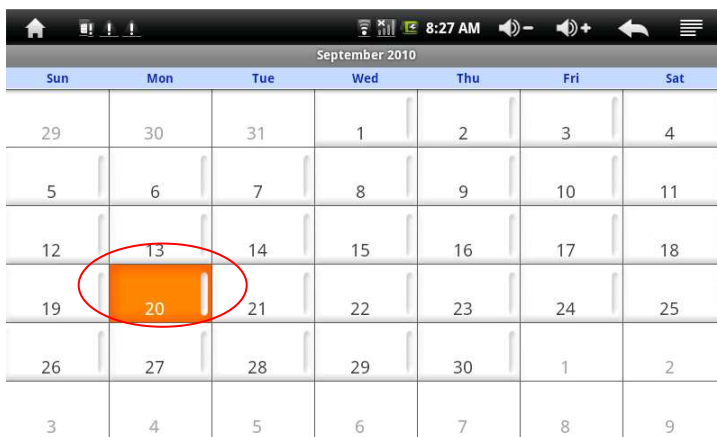 8:27 AM
September 2010
Sun Mon Tue Wed Thu Fri Sat
29 30 31 1 2 3 4
5 6 7 8 9 10 11
12 13 14 15 16 17 18
19 20 21 22 23 24 25
26 27 28 29 30 1 2
3 4 5 6 7 8 9